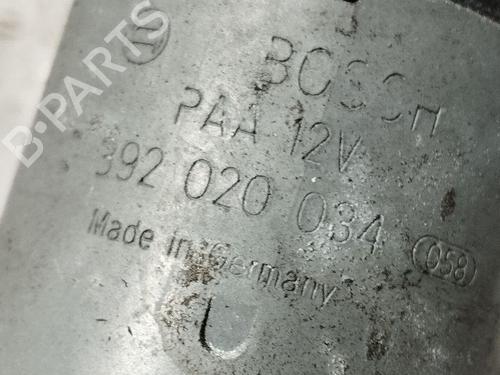 BOSCH
PAA 12V
392 020 034 058
Made in Germany
B-PARTS